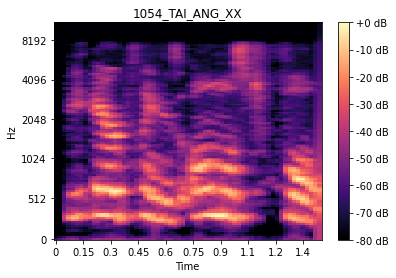 1054_TAI_ANG_XX
Hz
8192
4096
2048
1024
512
0
0 0.15 0.3 0.45 0.6 0.75 0.9 1.1 1.2 1.4
Time
+0 dB
-10 dB
-20 dB
-30 dB
-40 dB
-50 dB
-60 dB
-70 dB
-80 dB